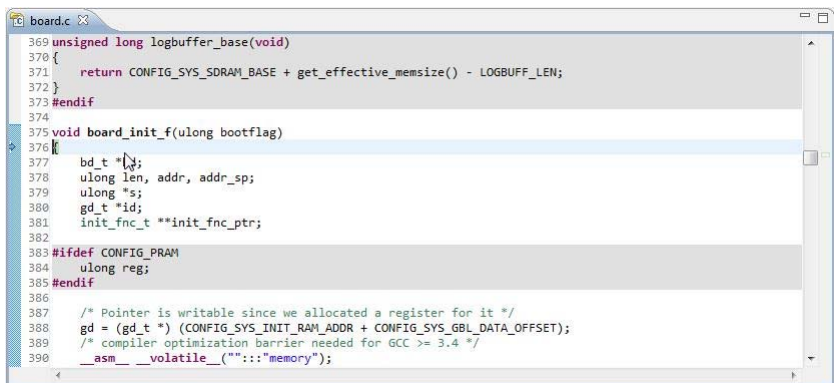 board.c
369 unsigned long logbuffer_base(void)
370 {
371     return CONFIG_SYS_SDRAM_BASE + get_effective_memsize() - LOGBUFF_LEN;
372 }
373 #endif
374
375 void board_init_f(ulong bootflag)
376 {
377     bd_t *
378     ulong len, addr, addr_sp;
379     ulong *s;
380     gd_t *id;
381     init_fnc_t **init_fnc_ptr;
382
383 #ifdef CONFIG_PRAM
384     ulong reg;
385 #endif
386
387     /* Pointer is writable since we allocated a register for it */
388     gd = (gd_t *) (CONFIG_SYS_INIT_RAM_ADDR + CONFIG_SYS_GBL_DATA_OFFSET);
389     /* compiler optimization barrier needed for GCC >= 3.4 */
390     __asm__ __volatile__("":::"memory");